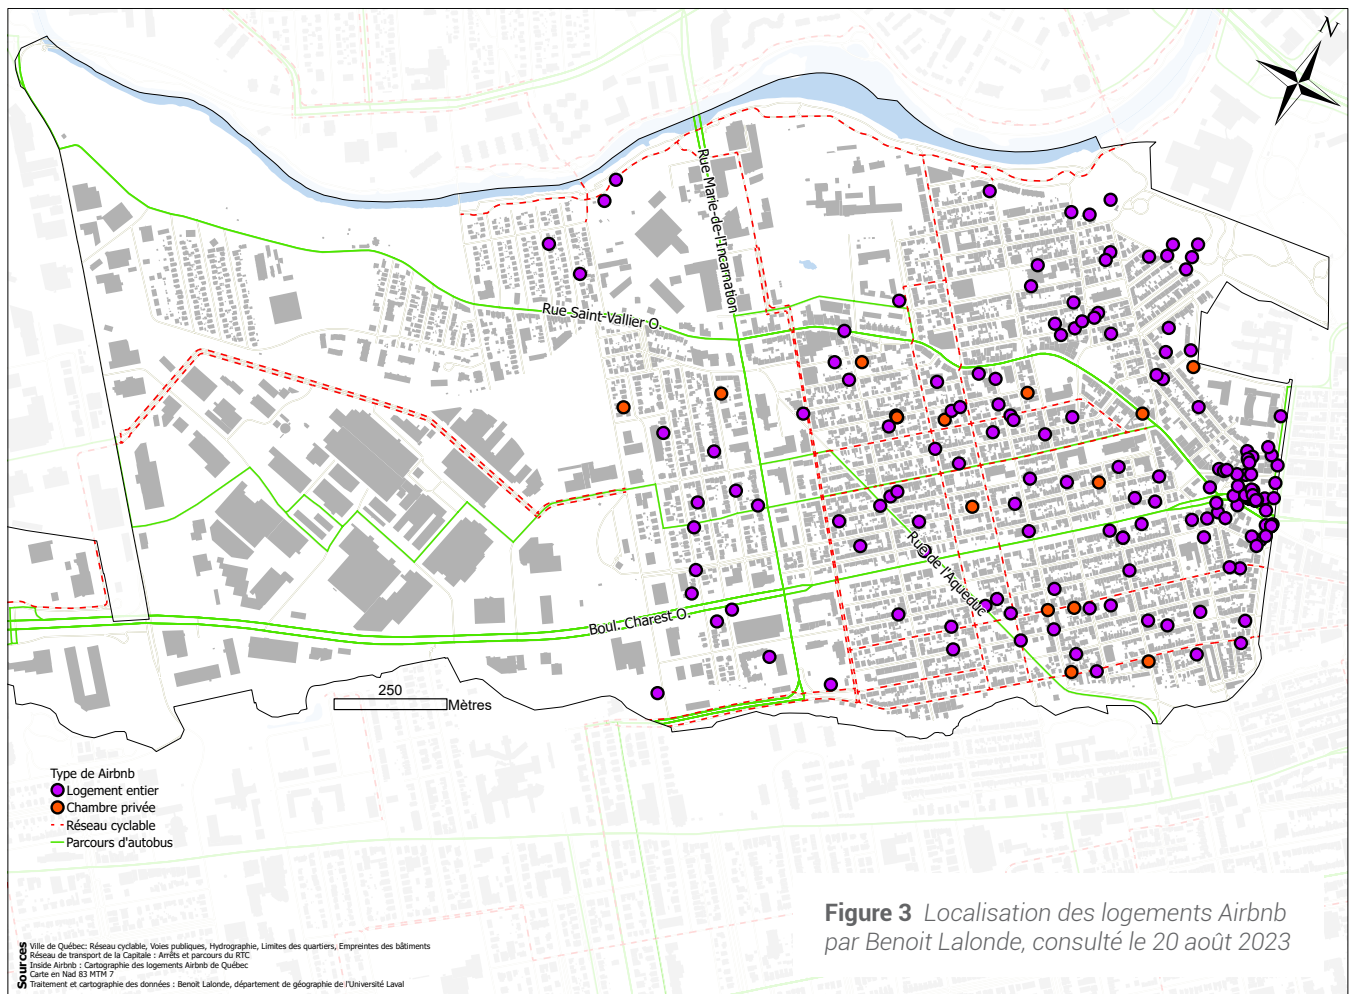 N
Rue Marie-de-l'Incarnation
Rue Saint-Vallier O.
Rue de l'Aqueduc
Boul. Charest O.
250
Mètres
Type de Airbnb
Logement entier
Chambre privée
Réseau cyclable
Parcours d'autobus
Figure 3 Localisation des logements Airbnb
par Benoit Lalonde, consulté le 20 août 2023
Sources
Ville de Québec: Réseau cyclable, Voies publiques, Hydrographie, Limites des quartiers, Empreintes des bâtiments
Réseau de transport de la Capitale : Arrêts et parcours du RTC
Inside Airbnb : Cartographie des logements Airbnb de Québec
Carte en Nad 83 MTM 7
Traitement et cartographie des données : Benoit Lalonde, département de géographie de l'Université Laval